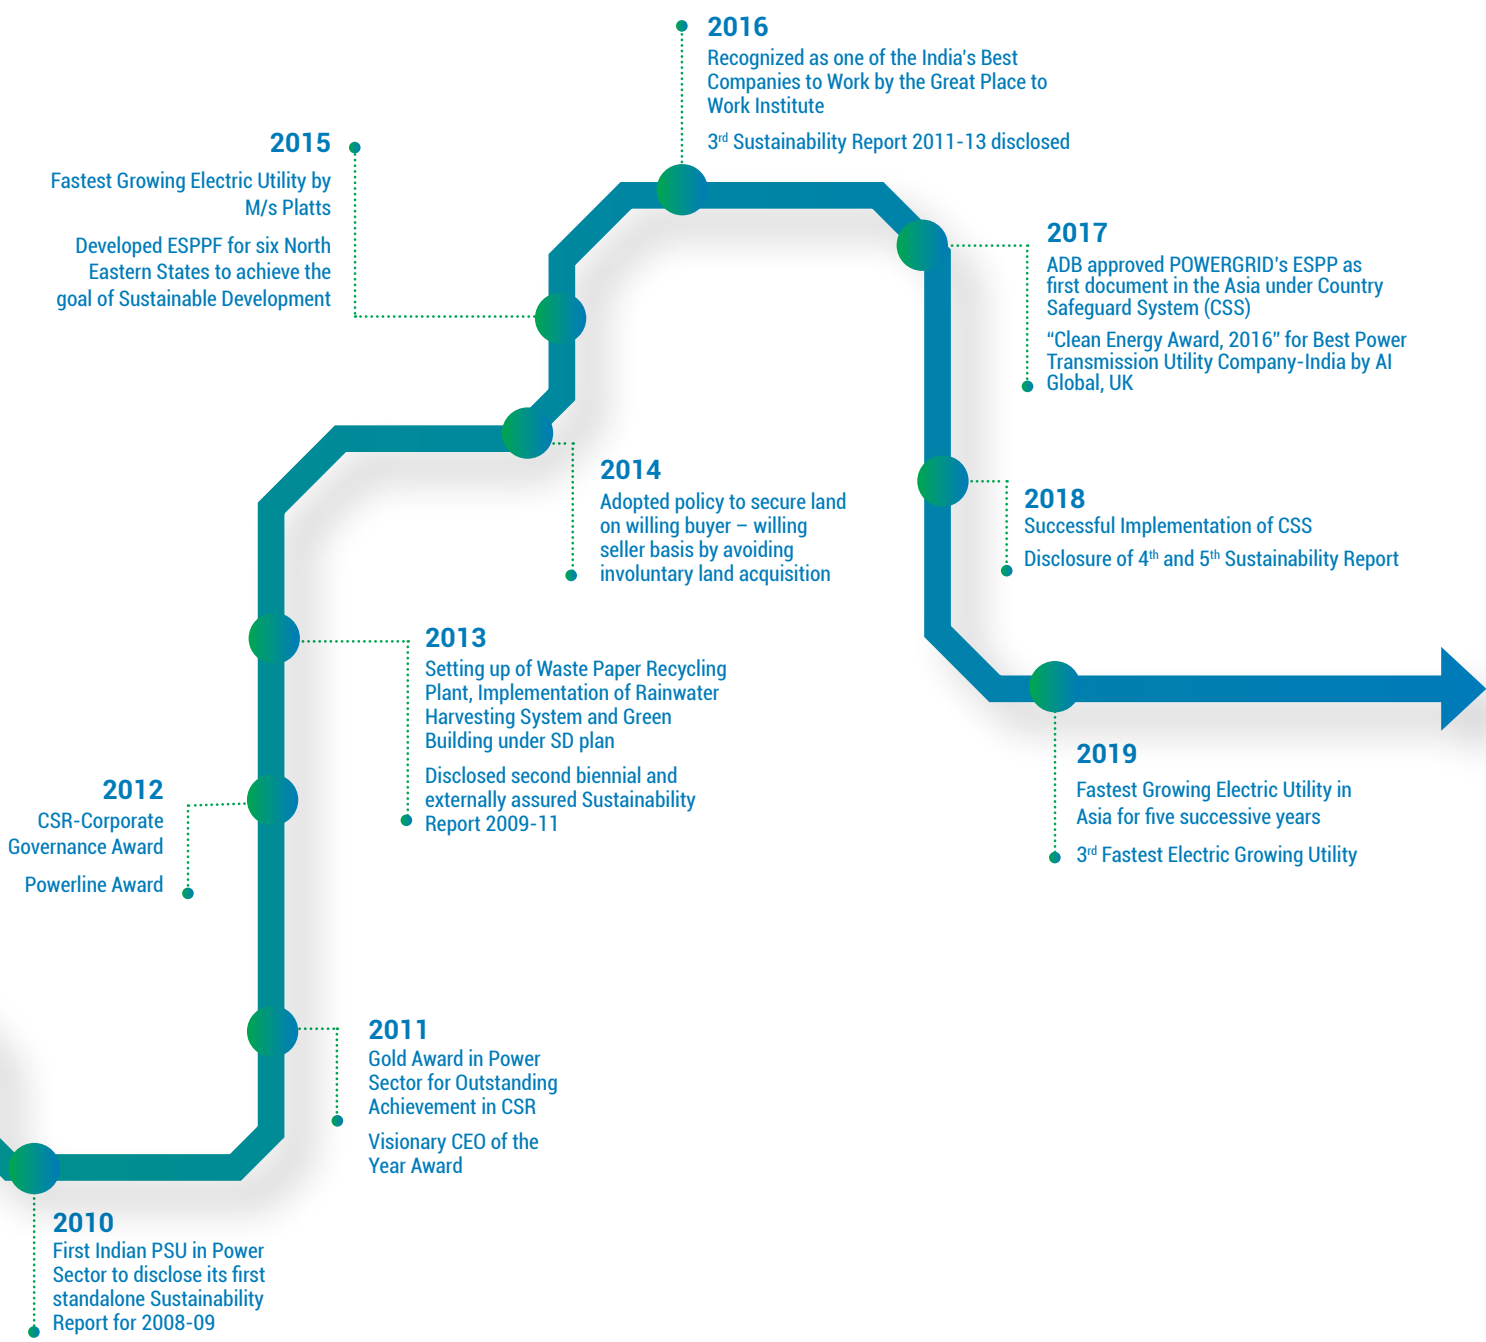 2016
Recognized as one of the India's Best
Companies to Work by the Great Place to
Work Institute
3rd Sustainability Report 2011-13 disclosed
2015
Fastest Growing Electric Utility by
M/s Platts
Developed ESPPF for six North
Eastern States to achieve the
goal of Sustainable Development
2017
ADB approved POWERGRID's ESPP as
first document in the Asia under Country
Safeguard System (CSS)
“Clean Energy Award, 2016” for Best Power
Transmission Utility Company-India by AI
Global, UK
2014
Adopted policy to secure land
on willing buyer – willing
seller basis by avoiding
involuntary land acquisition
2018
Successful Implementation of CSS
Disclosure of 4th and 5th Sustainability Report
2013
Setting up of Waste Paper Recycling
Plant, Implementation of Rainwater
Harvesting System and Green
Building under SD plan
Disclosed second biennial and
externally assured Sustainability
Report 2009-11
2019
Fastest Growing Electric Utility in
Asia for five successive years
3rd Fastest Electric Growing Utility
2012
CSR-Corporate
Governance Award
Powerline Award
2011
Gold Award in Power
Sector for Outstanding
Achievement in CSR
Visionary CEO of the
Year Award
2010
First Indian PSU in Power
Sector to disclose its first
standalone Sustainability
Report for 2008-09